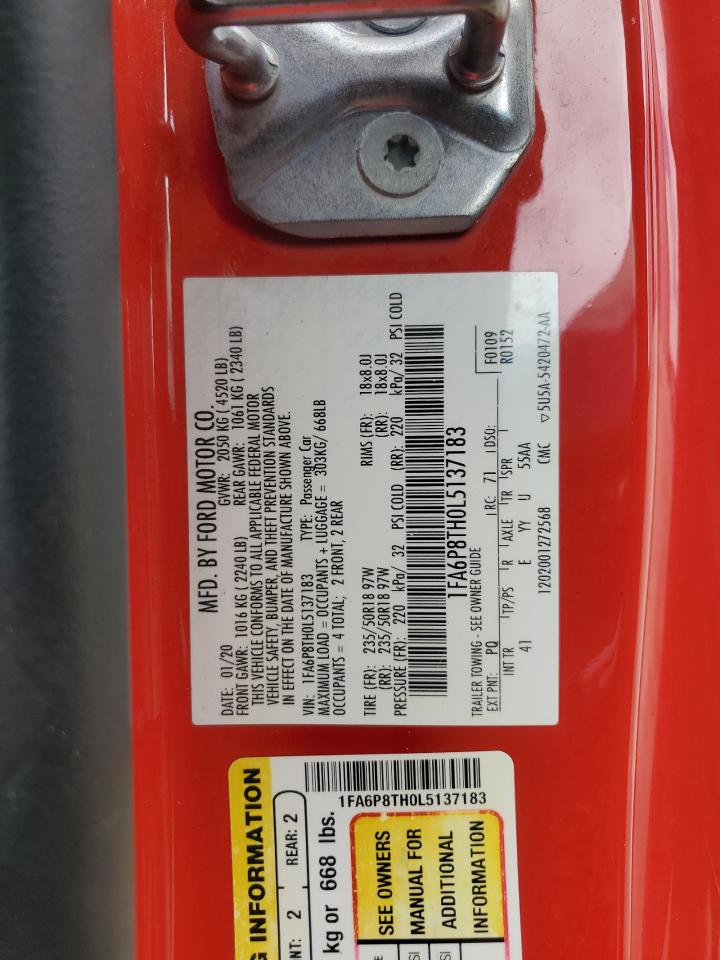 MFD. BY FORD MOTOR CO.
DATE: 01/20 GVWR: 2050 KG ( 4520 LB)
FRONT GAWR: 1016 KG ( 2240 LB) REAR GAWR: 1061 KG ( 2340 LB)
THIS VEHICLE CONFORMS TO ALL APPLICABLE FEDERAL MOTOR
VEHICLE SAFETY, BUMPER, AND THEFT PREVENTION STANDARDS
IN EFFECT ON THE DATE OF MANUFACTURE SHOWN ABOVE.
VIN: 1FA6P8TH0L5137183 TYPE: Passenger Car
MAXIMUM LOAD = OCCUPANTS + LUGGAGE = 303KG/ 668LB
OCCUPANTS = 4 TOTAL; 2 FRONT, 2 REAR
TIRE (FR): 235/50R18 97W RIMS (FR): 18x8.0J
(RR): 235/50R18 97W (RR): 18x8.0J
PRESSURE (FR): 220 kPa/ 32 PSI COLD (RR): 220 kPa/ 32 PSI COLD
1FA6P8TH0L5137183
TRAILER TOWING - SEE OWNER GUIDE
EXT PNT: PQ RC: 71 DSO: F0109
R0152
INT TR TP/PS R AXLE TR SPR
41 E YY U 55AA
1202001272568 CMC ▽5U5A-5420472-AA
G INFORMATION
NT: 2 REAR: 2
kg or 668 lbs.
1FA6P8TH0L5137183
SEE OWNERS
MANUAL FOR
ADDITIONAL
INFORMATION